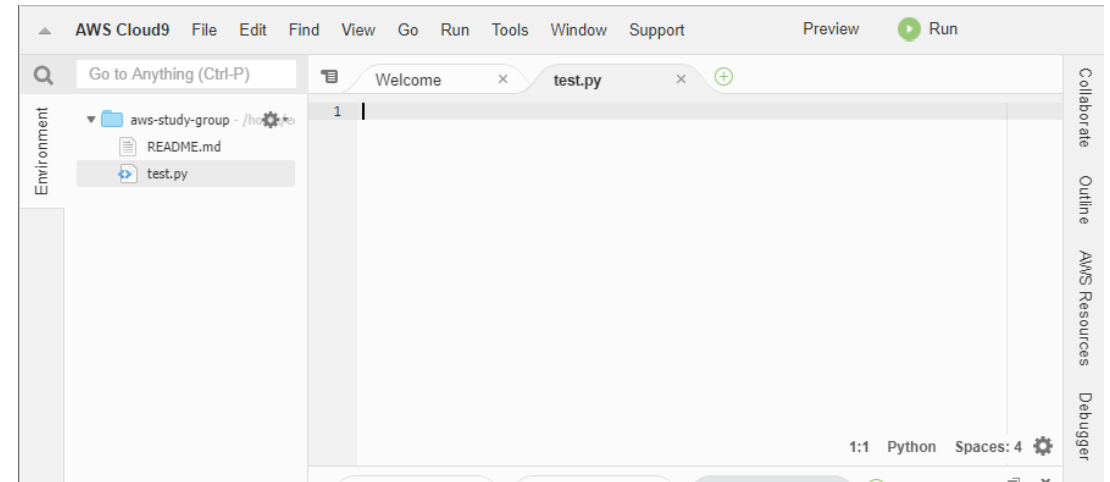 AWS Cloud9 File Edit Find View Go Run Tools Window Support Preview Run
Go to Anything (Ctrl-P)
Welcome
test.py
Environment
aws-study-group
README.md
test.py
1
1:1 Python Spaces: 4
Collaborate
Outline
AWS Resources
Debugger